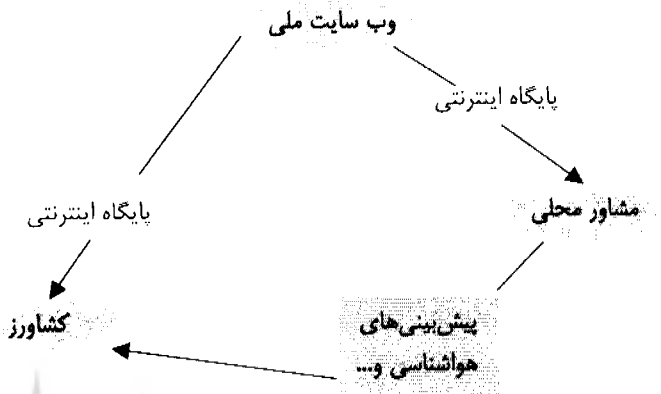 وب سایت ملی
پایگاه اینترنتی
مشاور محلی
پایگاه اینترنتی
پیش‌بینی‌های
هواشناسی و...
کشاورز